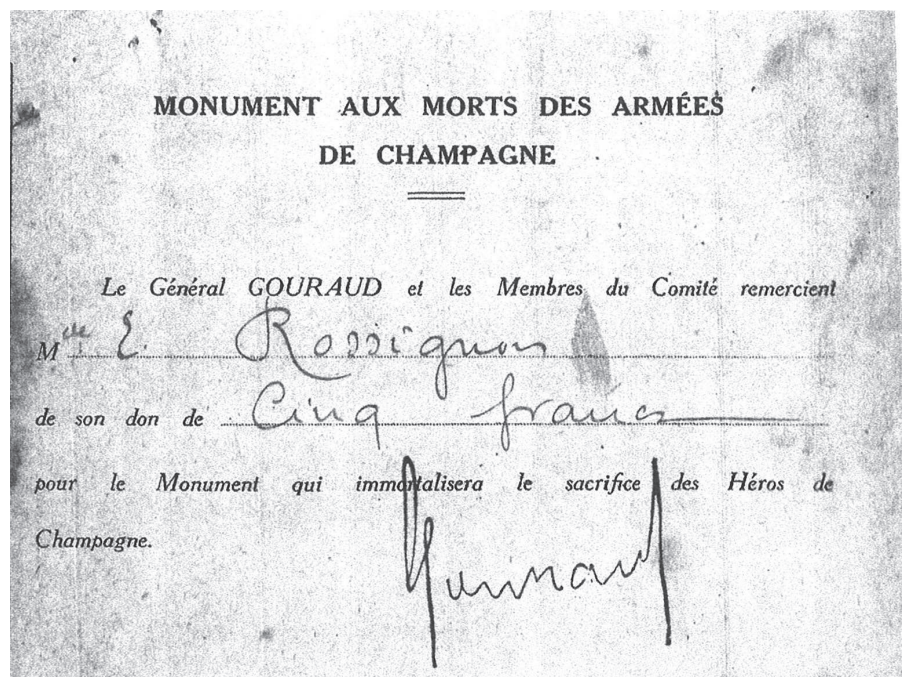 MONUMENT AUX MORTS DES ARMÉES
DE CHAMPAGNE
Le Général GOURAUD et les Membres du Comité remercient
Mlle E. Rossignon
de son don de Cinq francs
pour le Monument qui immortalisera le sacrifice des Héros de
Champagne.
Gouraud